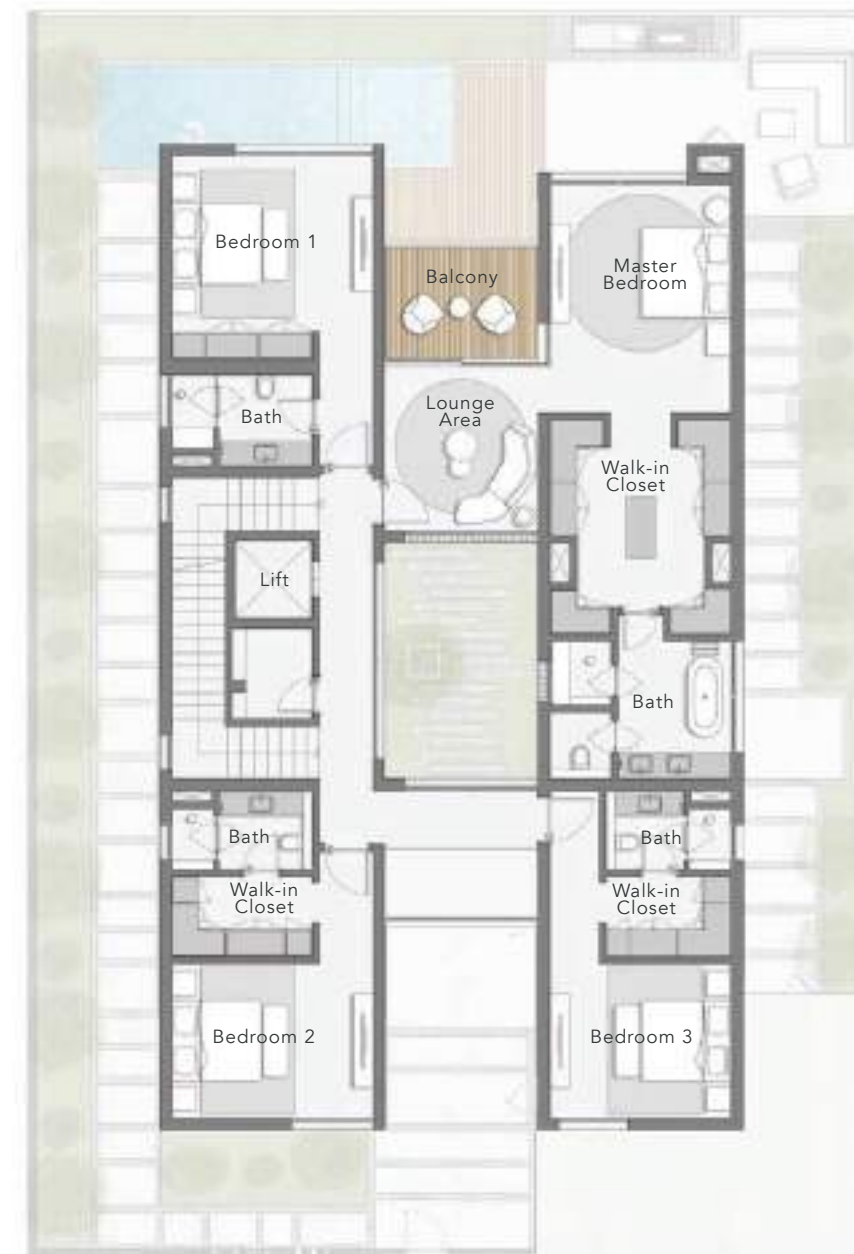 Bedroom 1
Balcony
Master
Bedroom
Bath
Lounge
Area
Walk-in
Closet
Lift
Bath
Bath
Bath
Walk-in
Closet
Walk-in
Closet
Bedroom 2
Bedroom 3